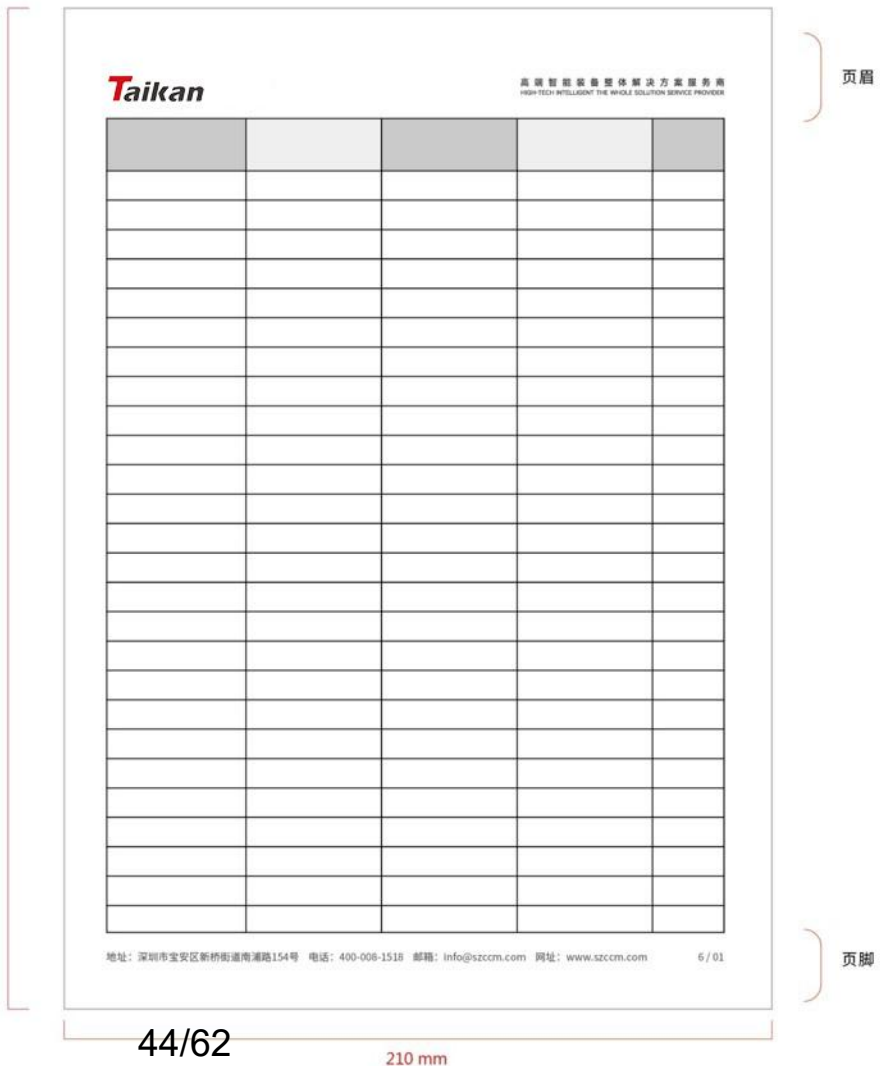 Taikan
高端智能装备整体解决方案服务商
HIGH-TECH INTELLIGENT THE WHOLE SOLUTION SERVICE PROVIDER
页眉
地址：深圳市宝安区新桥街道南浦路154号 电话：400-008-1518 邮箱：info@szccm.com 网址：www.szccm.com 6 / 01
页脚
44/62
210 mm